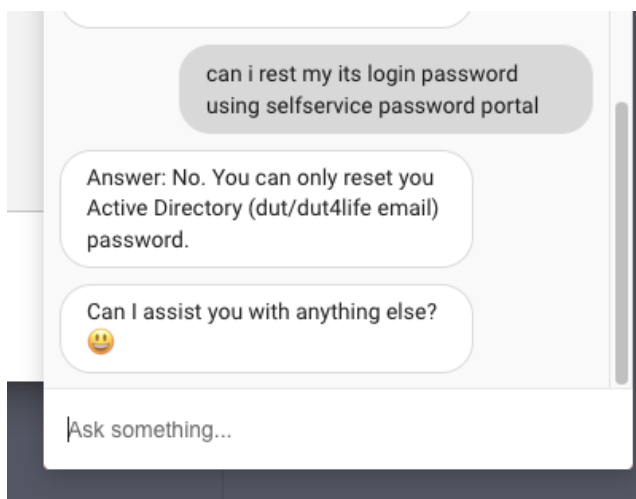 can i rest my its login password
using selfservice password portal
Answer: No. You can only reset you
Active Directory (dut/dut4life email)
password.
Can I assist you with anything else?
😃
Ask something...